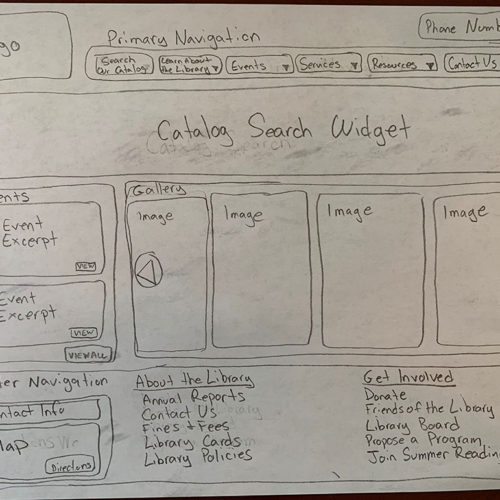 go
Primary Navigation
Phone Numb
Search
Our Catalog
Learn About
the Library
Events
Services
Resources
Contact Us
Catalog Search Widget
ents
Event
Excerpt
VIEW
Event
Excerpt
VIEW
VIEW ALL
Gallery
Image
Image
Image
Image
er Navigation
ontact Info
Map
Directions
About the Library
Annual Reports
Contact Us
Fines + Fees
Library Cards
Library Policies
Get Involved
Donate
Friends of the Library
Library Board
Propose a Program
Join Summer Reading